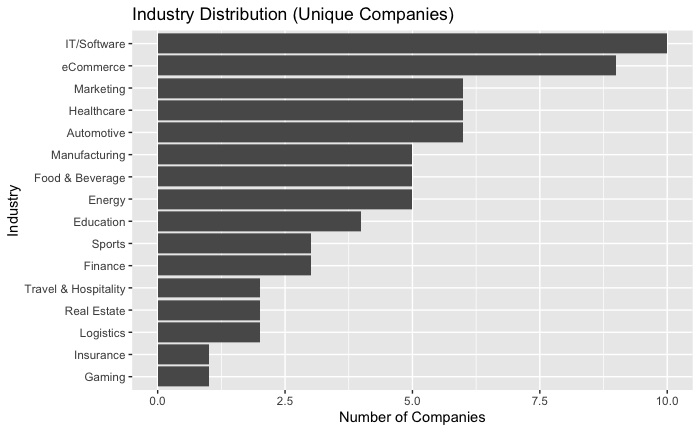 Industry Distribution (Unique Companies)
IT/Software
eCommerce
Marketing
Healthcare
Automotive
Manufacturing
Food & Beverage
Energy
Education
Sports
Finance
Travel & Hospitality
Real Estate
Logistics
Insurance
Gaming
Industry
0.0 2.5 5.0 7.5 10.0
Number of Companies